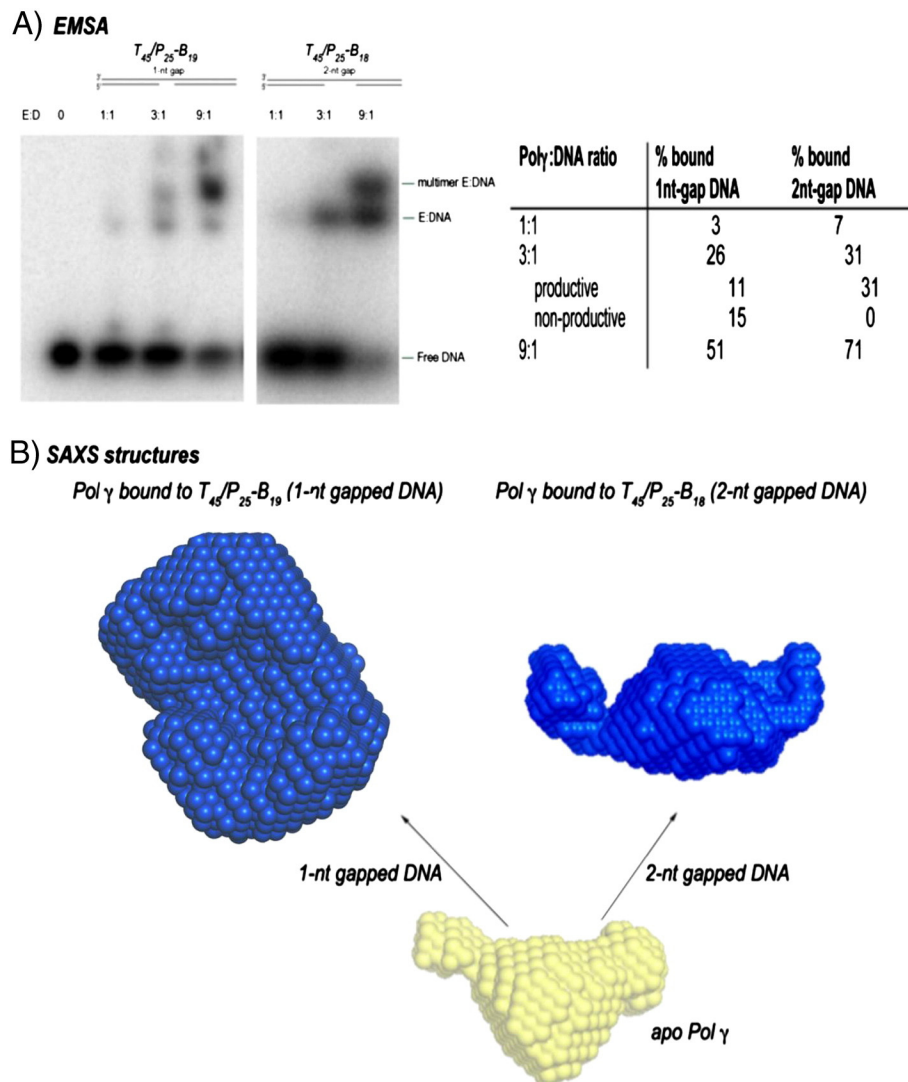 A) EMSA
T45/P25-B19
1-nt gap
3'
5'
T45/P25-B18
2-nt gap
3'
5'
E:D 0 1:1 3:1 9:1 1:1 3:1 9:1
multimer E:DNA
E:DNA
Free DNA
Polγ:DNA ratio % bound 1nt-gap DNA % bound 2nt-gap DNA
1:1 3 7
3:1 26 31
productive 11 31
non-productive 15 0
9:1 51 71
B) SAXS structures
Pol γ bound to T45/P25-B19 (1-nt gapped DNA)
Pol γ bound to T45/P25-B18 (2-nt gapped DNA)
1-nt gapped DNA
2-nt gapped DNA
apo Pol γ